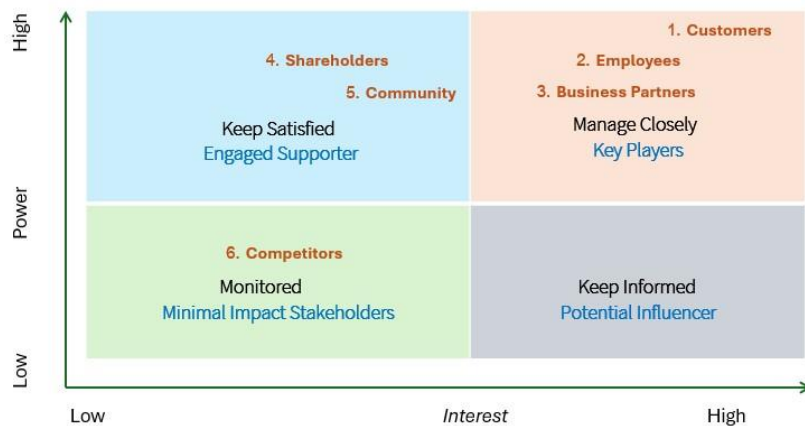 High
1. Customers
4. Shareholders
2. Employees
5. Community
3. Business Partners
Keep Satisfied
Engaged Supporter
Manage Closely
Key Players
Power
6. Competitors
Monitored
Minimal Impact Stakeholders
Keep Informed
Potential Influencer
Low
Low
Interest
High